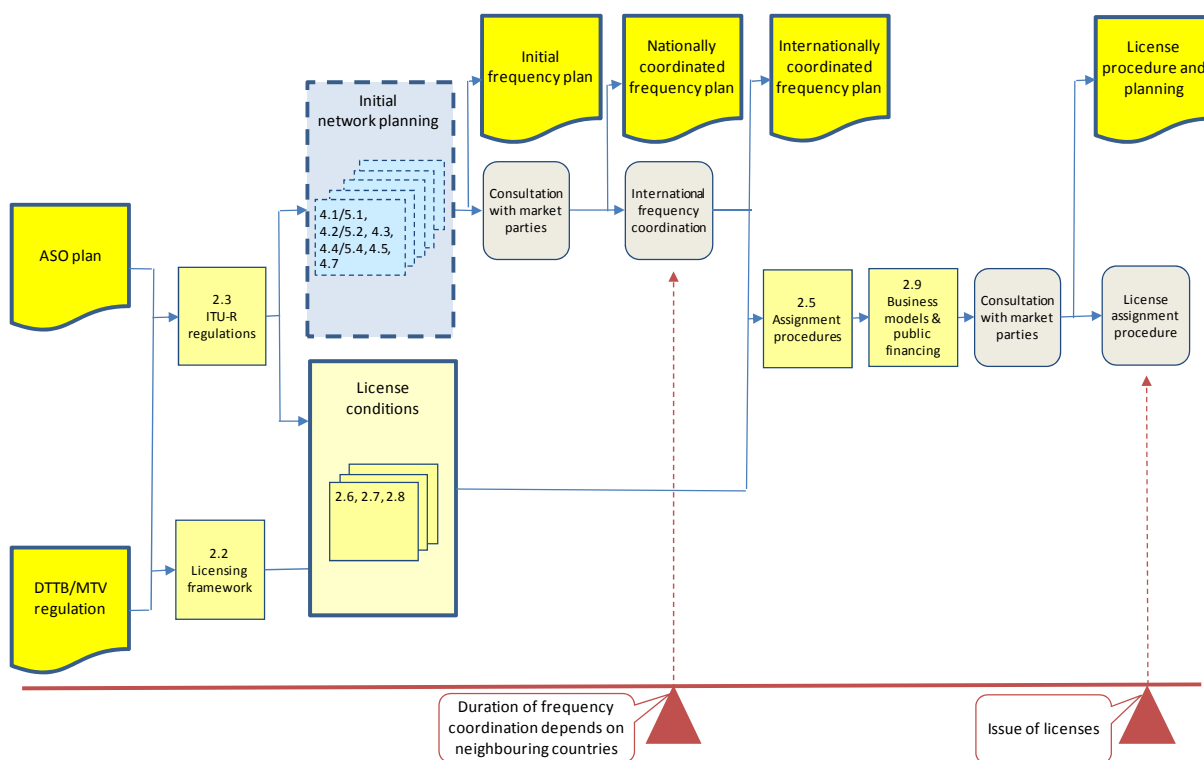 Initial
frequency plan
Nationally
coordinated
frequency plan
Internationally
coordinated
frequency plan
License
procedure and
planning
Initial
network planning
4.1/5.1,
4.2/5.2, 4.3,
4.4/5.4, 4.5,
4.7
Consultation
with market
parties
International
frequency
coordination
ASO plan
2.3
ITU-R
regulations
2.5
Assignment
procedures
2.9
Business
models &
public
financing
Consultation
with market
parties
License
assignment
procedure
License
conditions
2.6, 2.7, 2.8
2.2
Licensing
framework
DTTB/MTV
regulation
Duration of frequency
coordination depends on
neighbouring countries
Issue of licenses